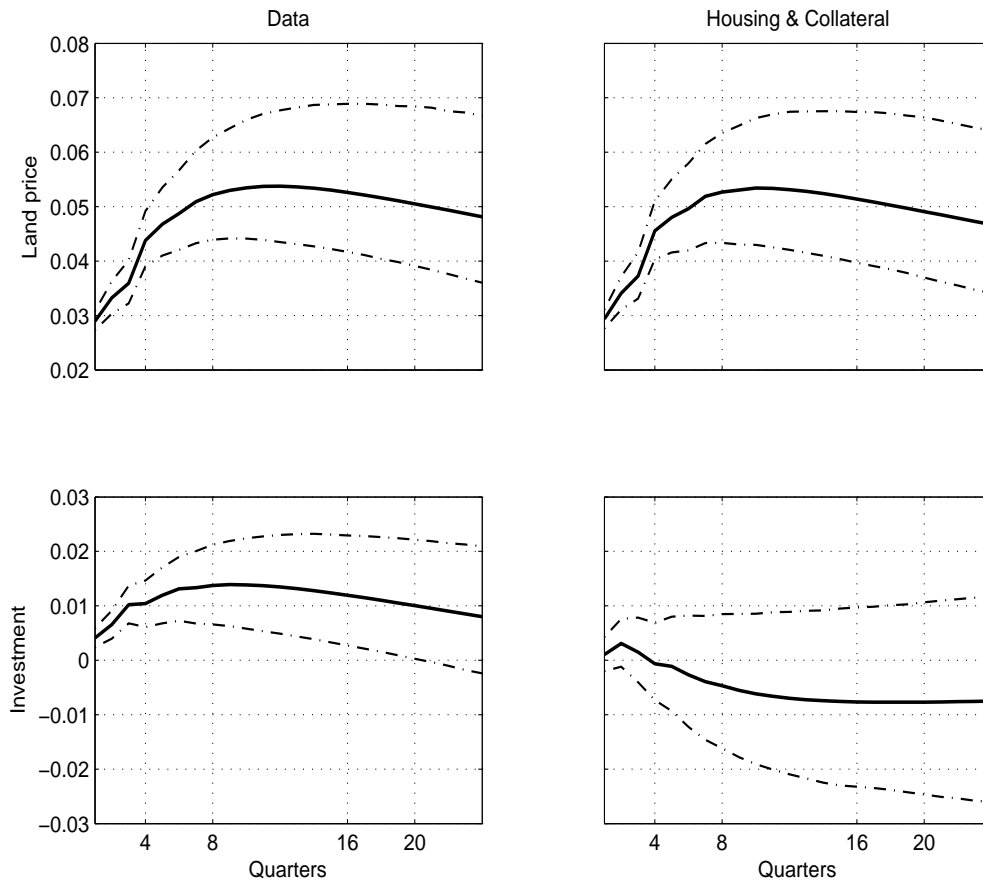 Data
Housing & Collateral
0.08
0.07
0.06
0.05
0.04
0.03
0.02
Land price
0.03
0.02
0.01
0
−0.01
−0.02
−0.03
Investment
4 8 16 20
Quarters
4 8 16 20
Quarters